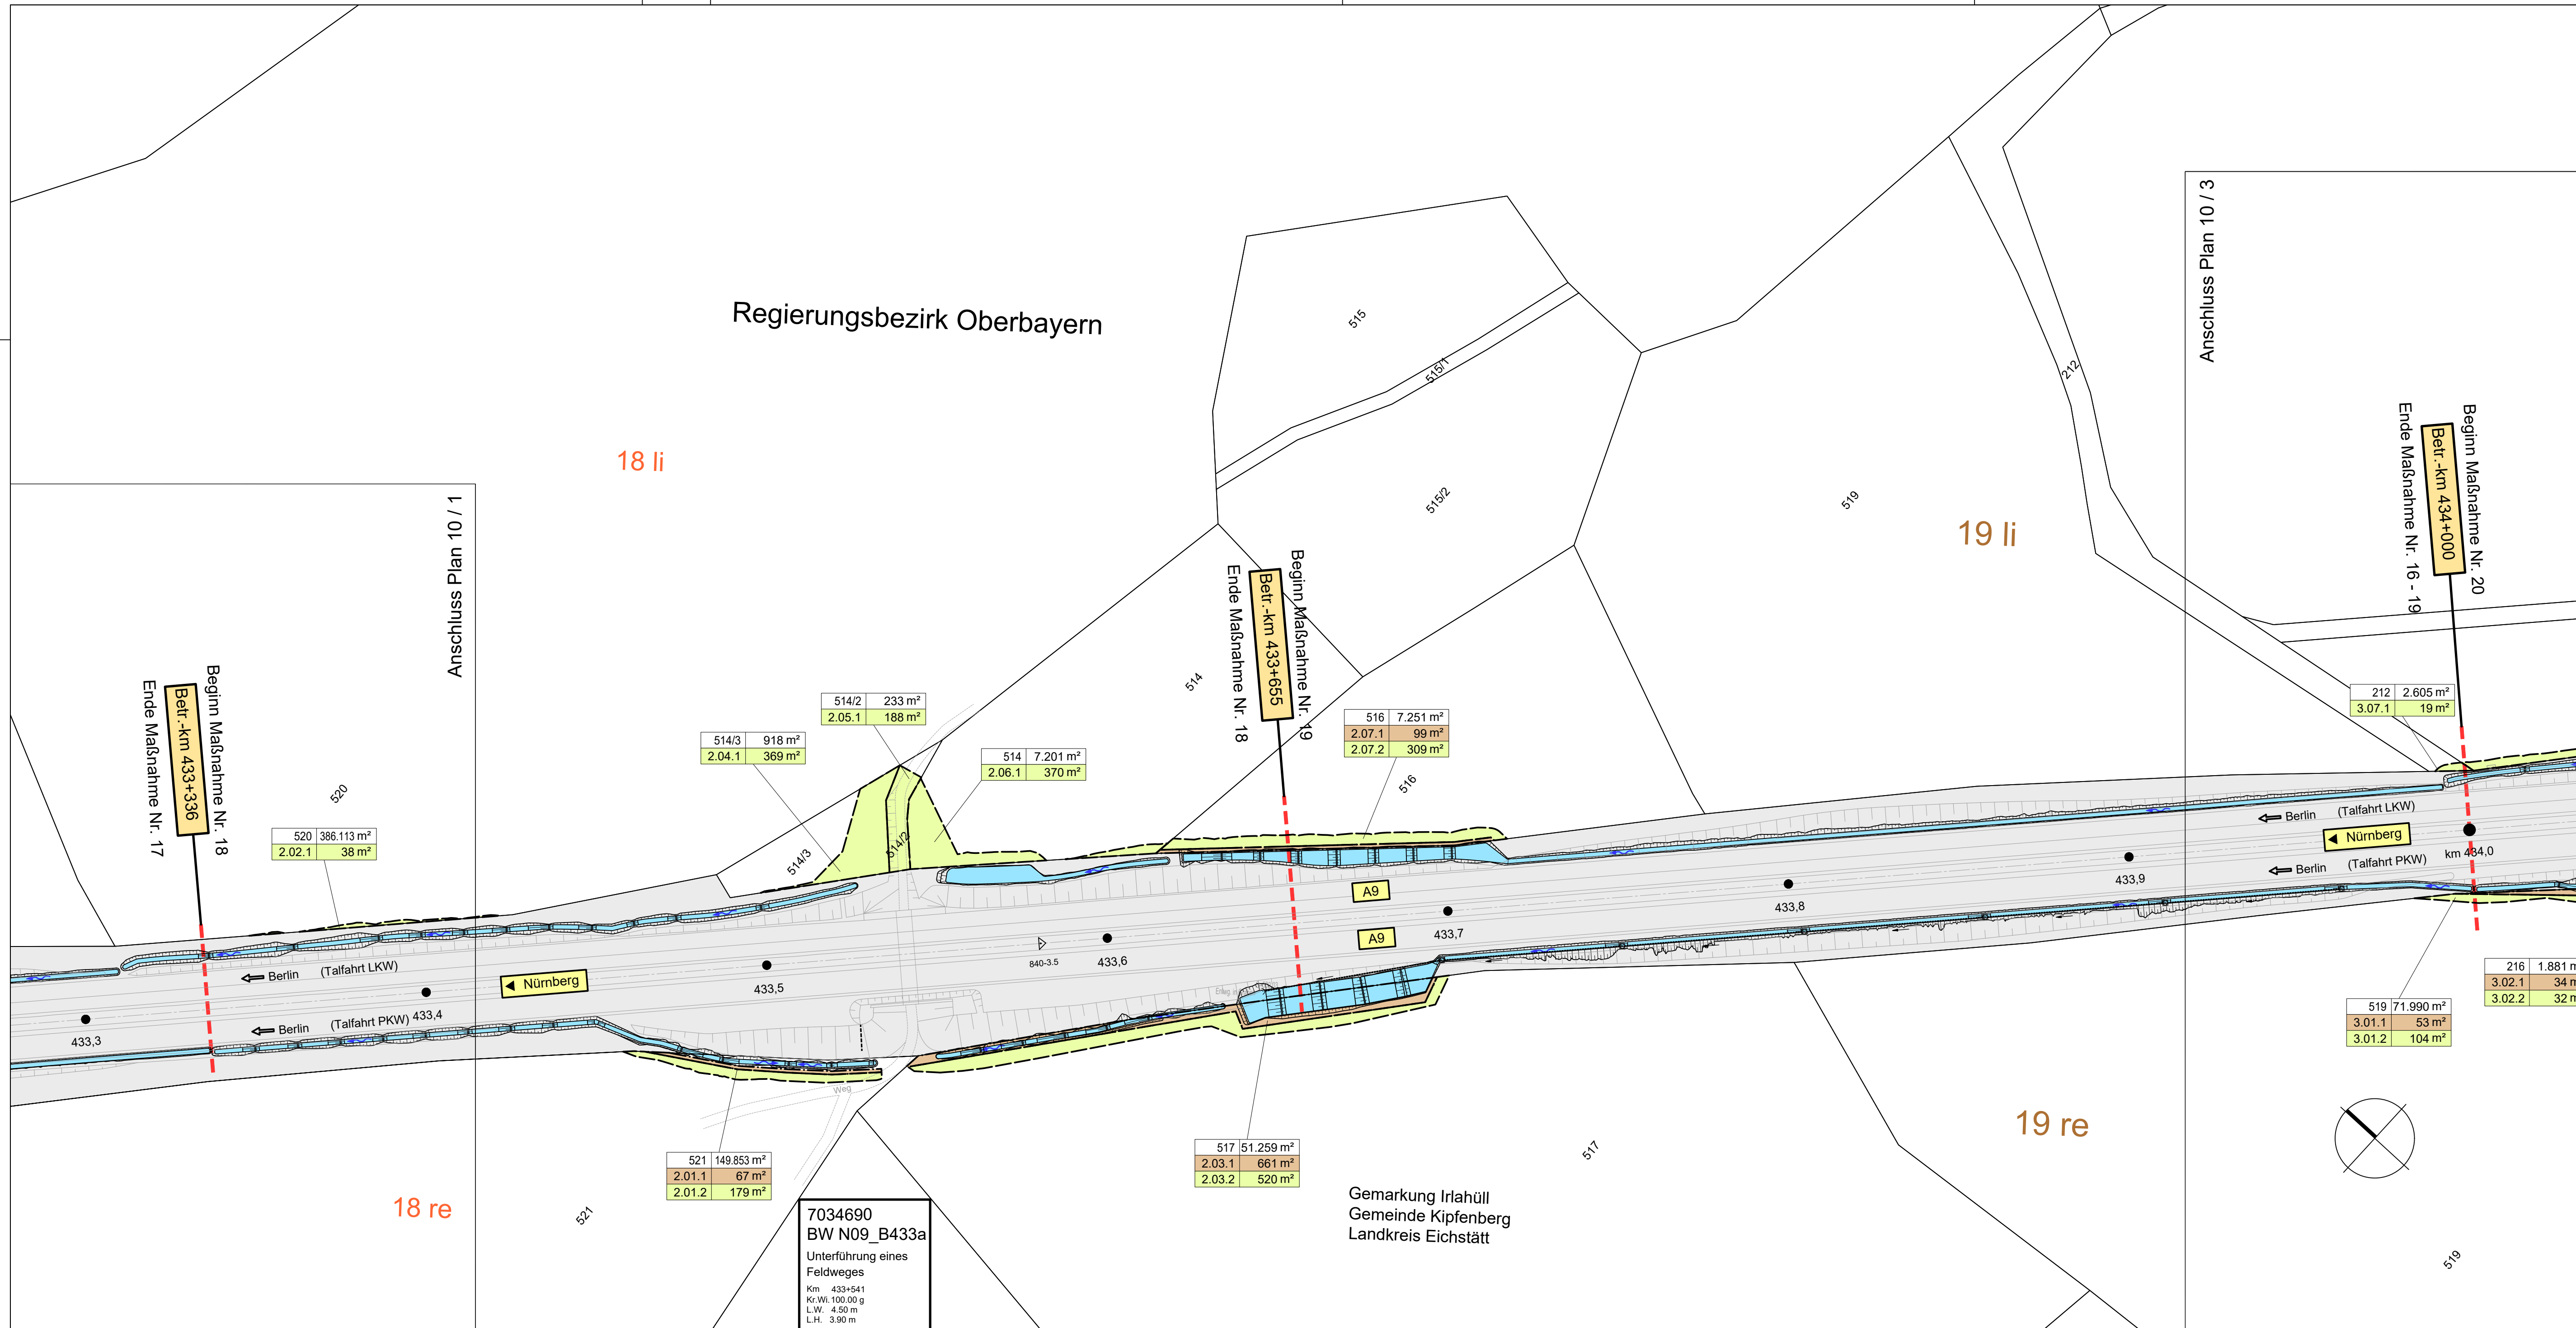 Regierungsbezirk Oberbayern
18 li
19 li
18 re
19 re
Anschluss Plan 10 / 1
Anschluss Plan 10 / 3
515
515/1
515/2
519
212
514
516
520
514/3
514/2
517
521
519
Beginn Maßnahme Nr. 18
Betr.-km 433+336
Ende Maßnahme Nr. 17
Beginn Maßnahme Nr. 19
Betr.-km 433+655
Ende Maßnahme Nr. 18
Beginn Maßnahme Nr. 20
Betr.-km 434+000
Ende Maßnahme Nr. 16 - 19
520 386.113 m²
2.02.1 38 m²
514/3 918 m²
2.04.1 369 m²
514/2 233 m²
2.05.1 188 m²
514 7.201 m²
2.06.1 370 m²
516 7.251 m²
2.07.1 99 m²
2.07.2 309 m²
212 2.605 m²
3.07.1 19 m²
521 149.853 m²
2.01.1 67 m²
2.01.2 179 m²
517 51.259 m²
2.03.1 661 m²
2.03.2 520 m²
519 71.990 m²
3.01.1 53 m²
3.01.2 104 m²
216 1.881 m
3.02.1 34 m
3.02.2 32 m
Berlin (Talfahrt LKW)
Berlin (Talfahrt PKW)
Nürnberg
433,3
433,4
433,5
840-3.5
433,6
A9
A9
433,7
433,8
433,9
Berlin (Talfahrt LKW)
Nürnberg
Berlin (Talfahrt PKW)
km 434,0
Weg
7034690
BW N09_B433a
Unterführung eines
Feldweges
Km 433+541
Kr.Wi. 100.00 g
L.W. 4.50 m
L.H. 3.90 m
Gemarkung Irlahüll
Gemeinde Kipfenberg
Landkreis Eichstätt